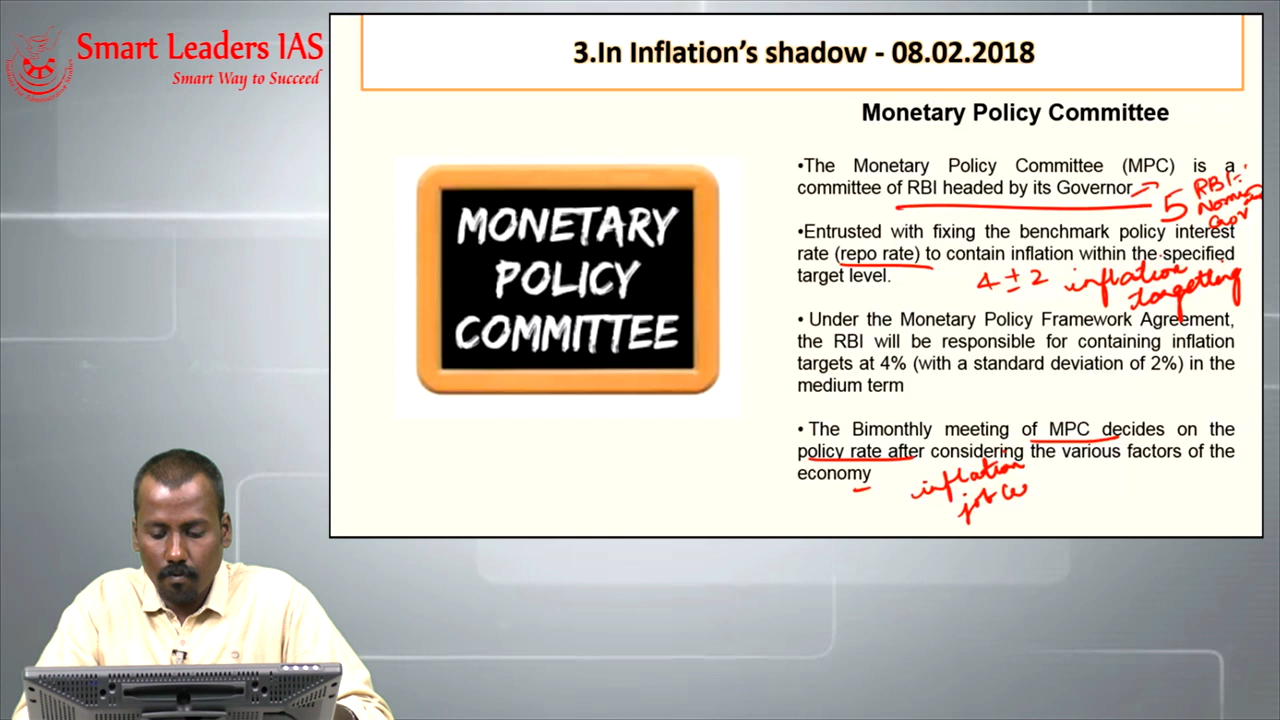 Smart Leaders IAS
Smart Way to Succeed
3.In Inflation's shadow - 08.02.2018
Monetary Policy Committee
MONETARY
POLICY
COMMITTEE
•The Monetary Policy Committee (MPC) is a
committee of RBI headed by its Governor
5 RBI
Govt
•Entrusted with fixing the benchmark policy interest
rate (repo rate) to contain inflation within the specified
target level.
4 ± 2 inflation
targetting
• Under the Monetary Policy Framework Agreement,
the RBI will be responsible for containing inflation
targets at 4% (with a standard deviation of 2%) in the
medium term
• The Bimonthly meeting of MPC decides on the
policy rate after considering the various factors of the
economy
inflation
job